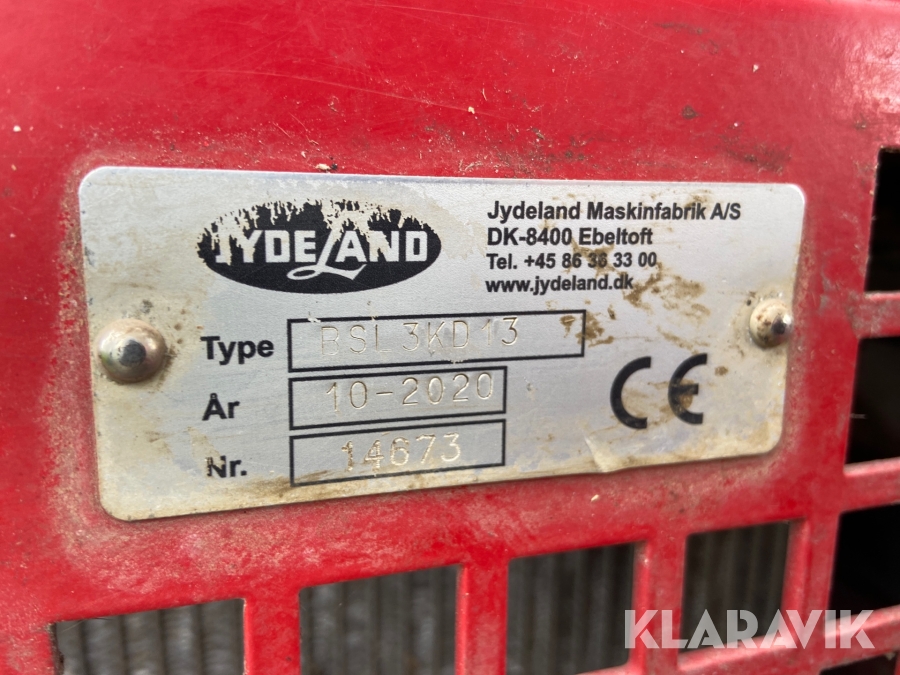 JYDELAND
Jydeland Maskinfabrik A/S
DK-8400 Ebeltoft
Tel. +45 86 36 33 00
www.jydeland.dk
Type BSL3KD13
År 10-2020
Nr. 14673
CE
KLARAVIK